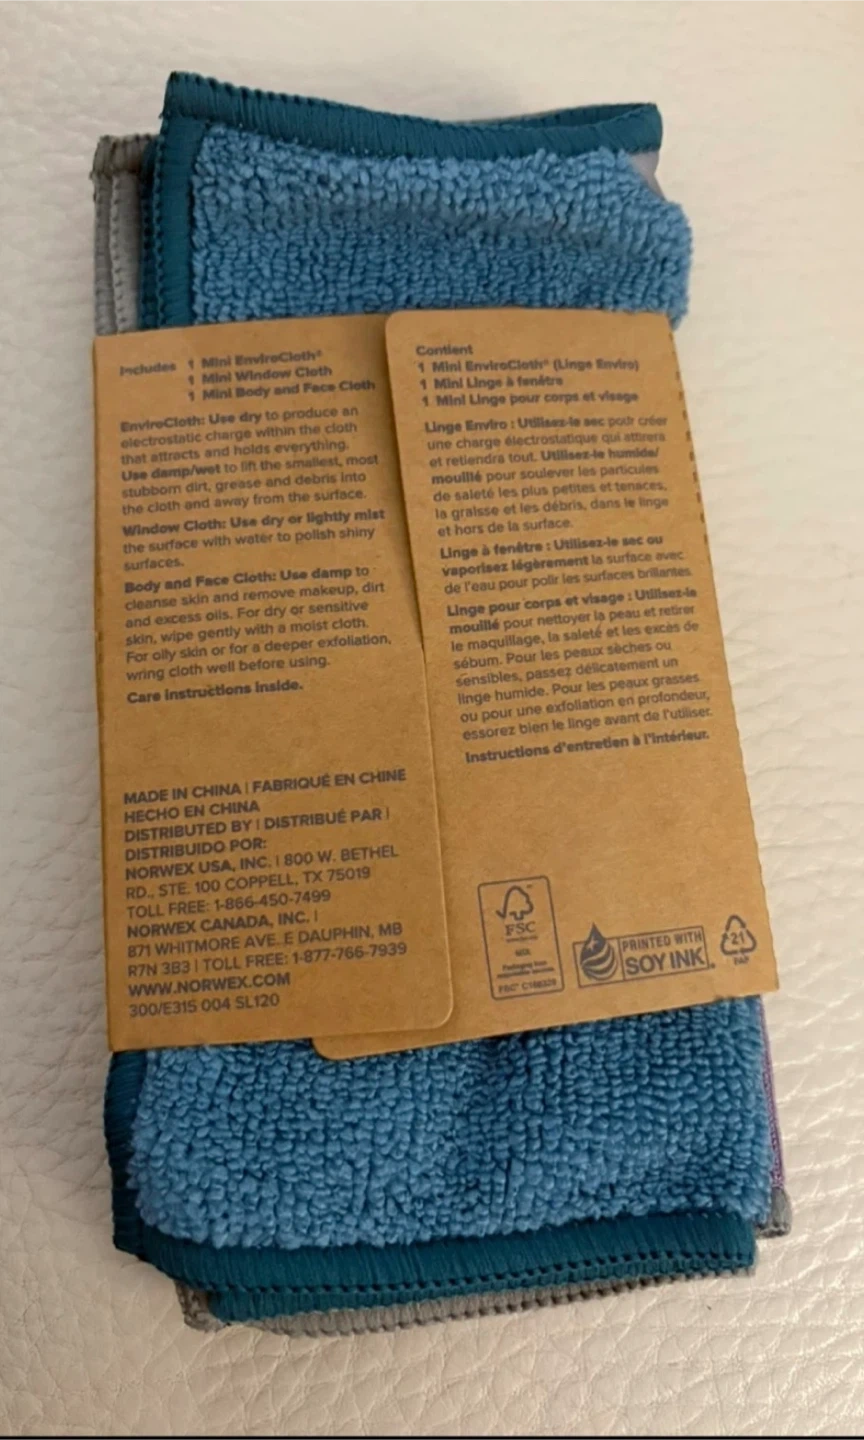 Includes 1 Mini EnviroCloth®
1 Mini Window Cloth
1 Mini Body and Face Cloth
EnviroCloth: Use dry to produce an
electrostatic charge within the cloth
that attracts and holds everything.
Use damp/wet to lift the smallest, most
stubborn dirt, grease and debris into
the cloth and away from the surface.
Window Cloth: Use dry or lightly mist
the surface with water to polish shiny
surfaces.
Body and Face Cloth: Use damp to
cleanse skin and remove makeup, dirt
and excess oils. For dry or sensitive
skin, wipe gently with a moist cloth.
For oily skin or for a deeper exfoliation,
wring cloth well before using.
Care instructions inside.
MADE IN CHINA | FABRIQUÉ EN CHINE
HECHO EN CHINA
DISTRIBUTED BY | DISTRIBUÉ PAR |
DISTRIBUIDO POR:
NORWEX USA, INC. | 800 W. BETHEL
RD., STE. 100 COPPELL, TX 75019
TOLL FREE: 1-866-450-7499
NORWEX CANADA, INC. |
871 WHITMORE AVE. E DAUPHIN, MB
R7N 3B3 | TOLL FREE: 1-877-766-7939
WWW.NORWEX.COM
300/E315 004 SL120
Contient
1 Mini EnviroCloth® (Linge Enviro)
1 Mini Linge à fenêtre
1 Mini Linge pour corps et visage
Linge Enviro : Utilisez-le sec pour créer
une charge électrostatique qui attirera
et retiendra tout. Utilisez-le humide/
mouillé pour soulever les particules
de saleté les plus petites et tenaces,
la graisse et les débris, dans le linge
et hors de la surface.
Linge à fenêtre : Utilisez-le sec ou
vaporisez légèrement la surface avec
de l'eau pour polir les surfaces brillantes.
Linge pour corps et visage : Utilisez-le
mouillé pour nettoyer la peau et retirer
le maquillage, la saleté et les excès de
sébum. Pour les peaux sèches ou
sensibles, passez délicatement un
linge humide. Pour les peaux grasses
ou pour une exfoliation en profondeur,
essorez bien le linge avant de l'utiliser.
Instructions d'entretien à l'intérieur.
FSC
MIX
PRINTED WITH
SOY INK
21
PAP